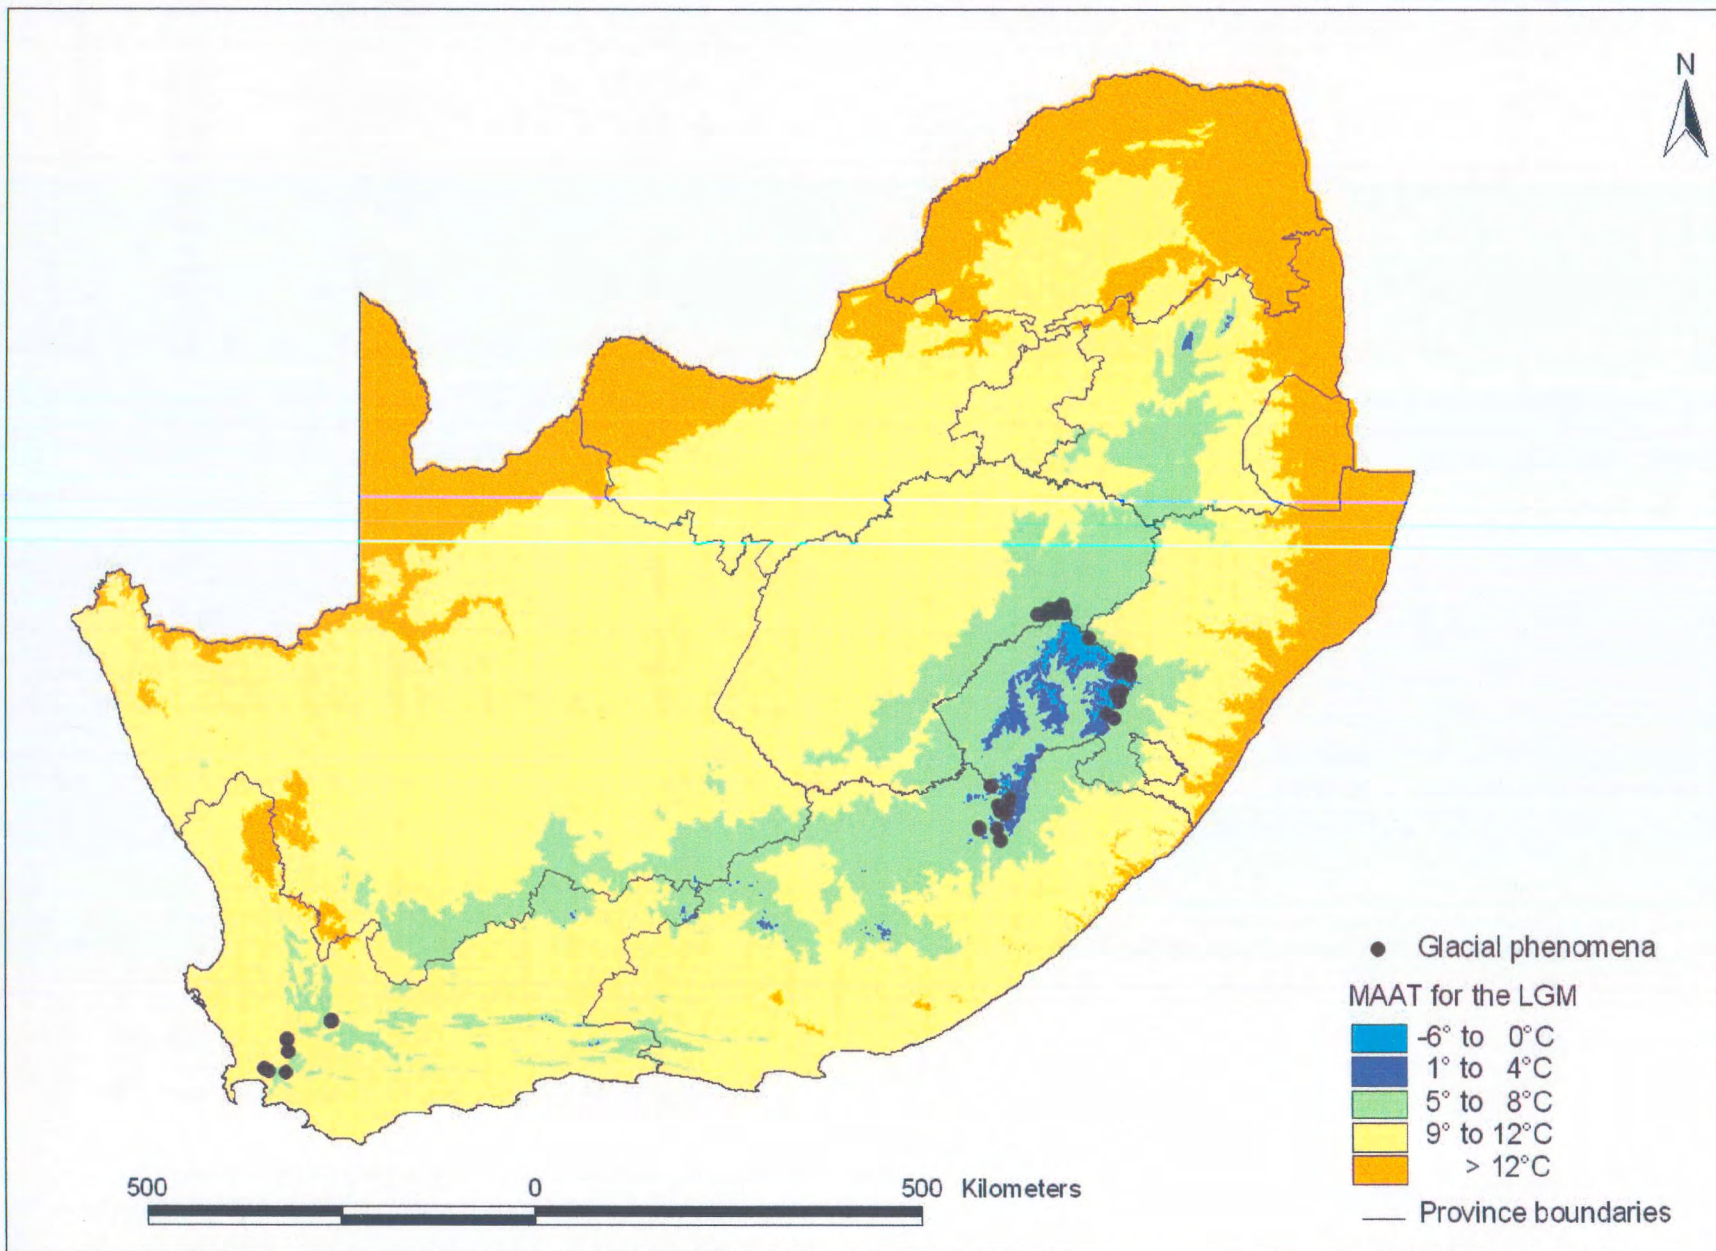 N
Glacial phenomena
MAAT for the LGM
-6° to 0°C
1° to 4°C
5° to 8°C
9° to 12°C
> 12°C
Province boundaries
500 0 500 Kilometers